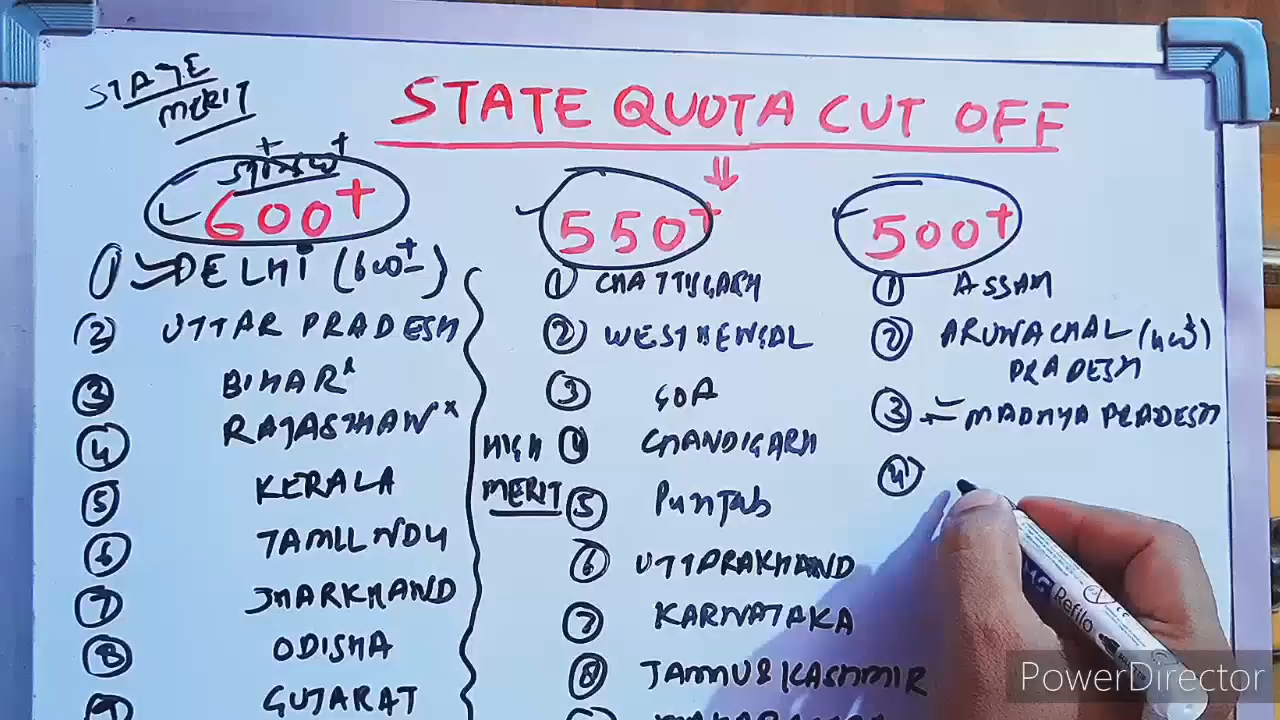 STATE
MERIT
STATE QUOTA CUT OFF
600+
① DELHI (600+)
② UTTAR PRADESH
③ BIHAR
④ RAJASTHAN
⑤ KERALA
⑥ TAMILNDU
⑦ JHARKHAND
⑧ ODISHA
⑨ GUJARAT
HIGH
MERIT
550+
① CHATTISGARH
② WEST BENGAL
③ GOA
④ CHANDIGARH
⑤ Punjab
⑥ UTTRAKHAND
⑦ KARNATAKA
⑧ JAMMU & KASHMIR
500+
① ASSAM
② ARUNACHAL
PRADESH
③ MADHYA PRADESH
④
Refilo
PowerDirector